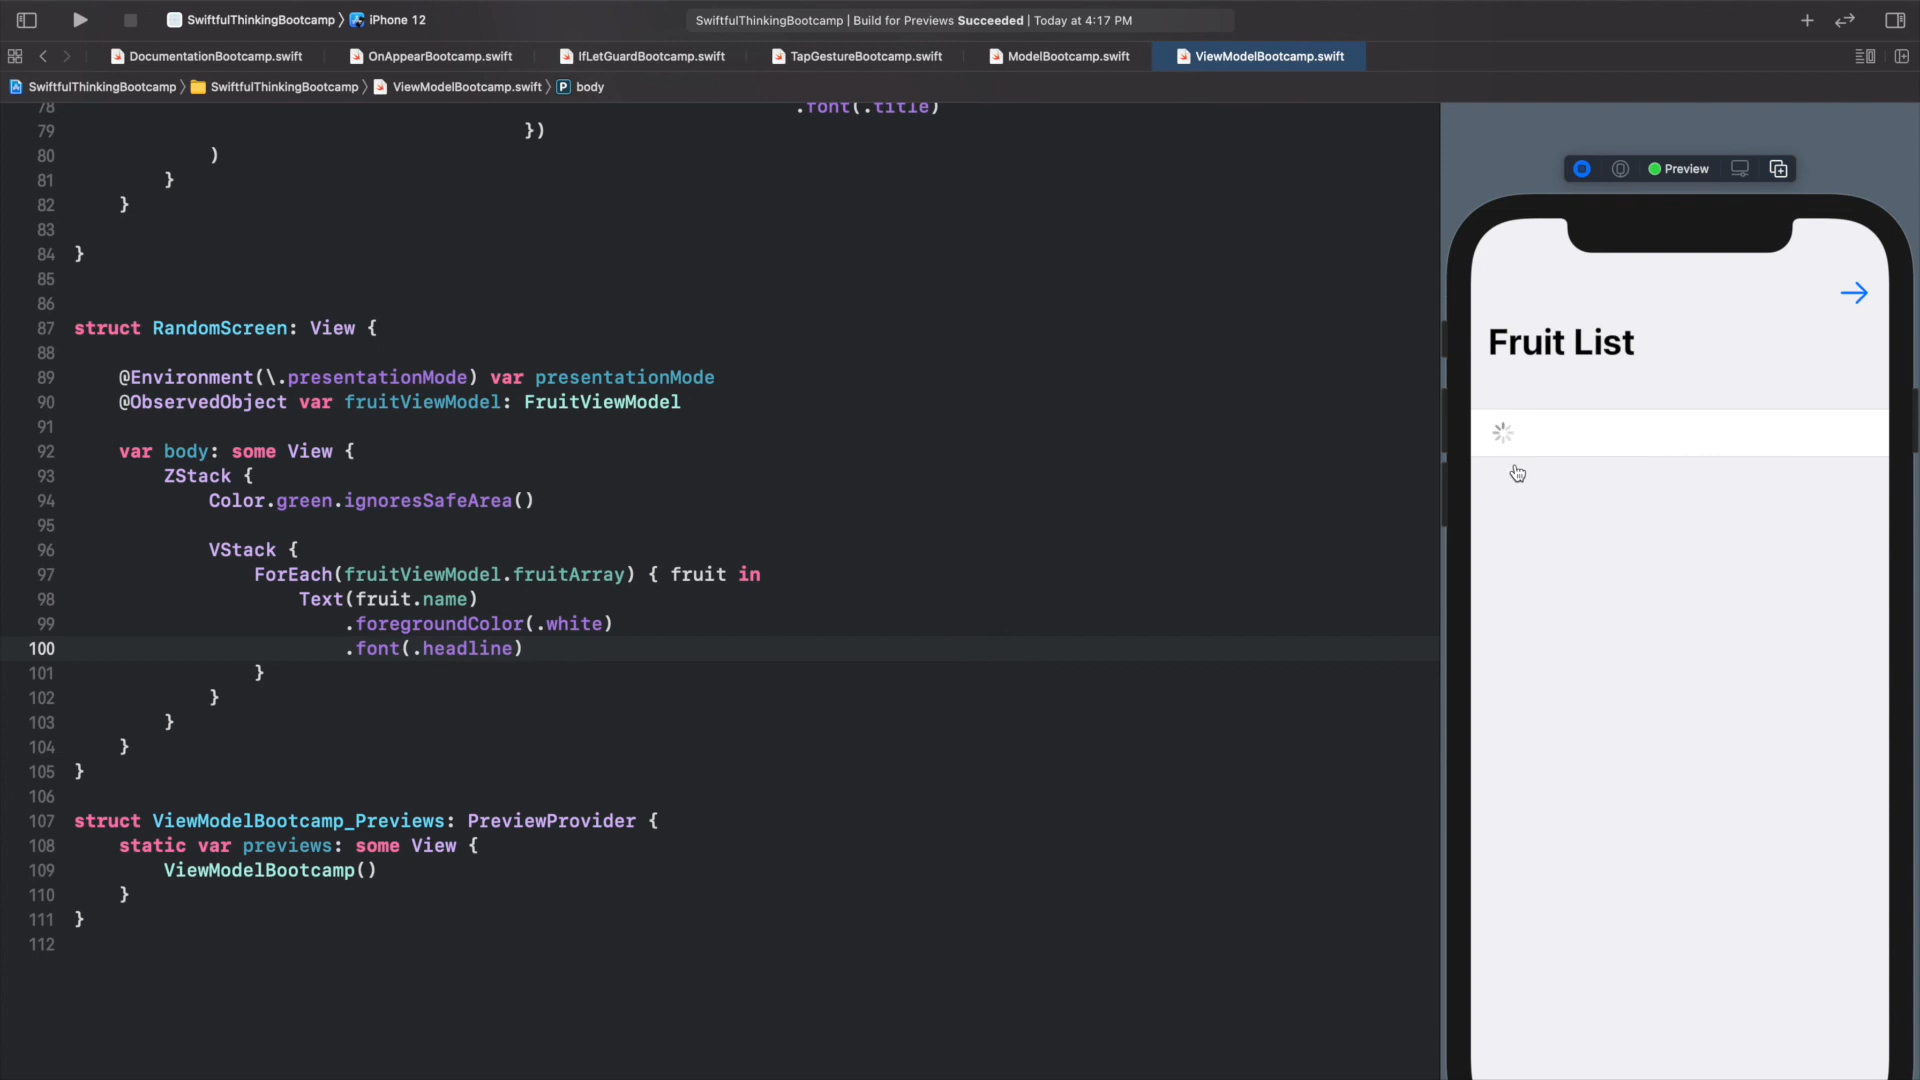 SwiftfulThinkingBootcamp 〉 iPhone 12
SwiftfulThinkingBootcamp | Build for Previews Succeeded | Today at 4:17 PM
DocumentationBootcamp.swift
OnAppearBootcamp.swift
IfLetGuardBootcamp.swift
TapGestureBootcamp.swift
ModelBootcamp.swift
ViewModelBootcamp.swift
SwiftfulThinkingBootcamp 〉 SwiftfulThinkingBootcamp 〉 ViewModelBootcamp.swift 〉 P body
78 .font(.title)
79 })
80 )
81 }
82 }
83
84 }
85
86
87 struct RandomScreen: View {
88
89 @Environment(\.presentationMode) var presentationMode
90 @ObservedObject var fruitViewModel: FruitViewModel
91
92 var body: some View {
93 ZStack {
94 Color.green.ignoresSafeArea()
95
96 VStack {
97 ForEach(fruitViewModel.fruitArray) { fruit in
98 Text(fruit.name)
99 .foregroundColor(.white)
100 .font(.headline)
101 }
102 }
103 }
104 }
105 }
106
107 struct ViewModelBootcamp_Previews: PreviewProvider {
108 static var previews: some View {
109 ViewModelBootcamp()
110 }
111 }
112
Preview
Fruit List